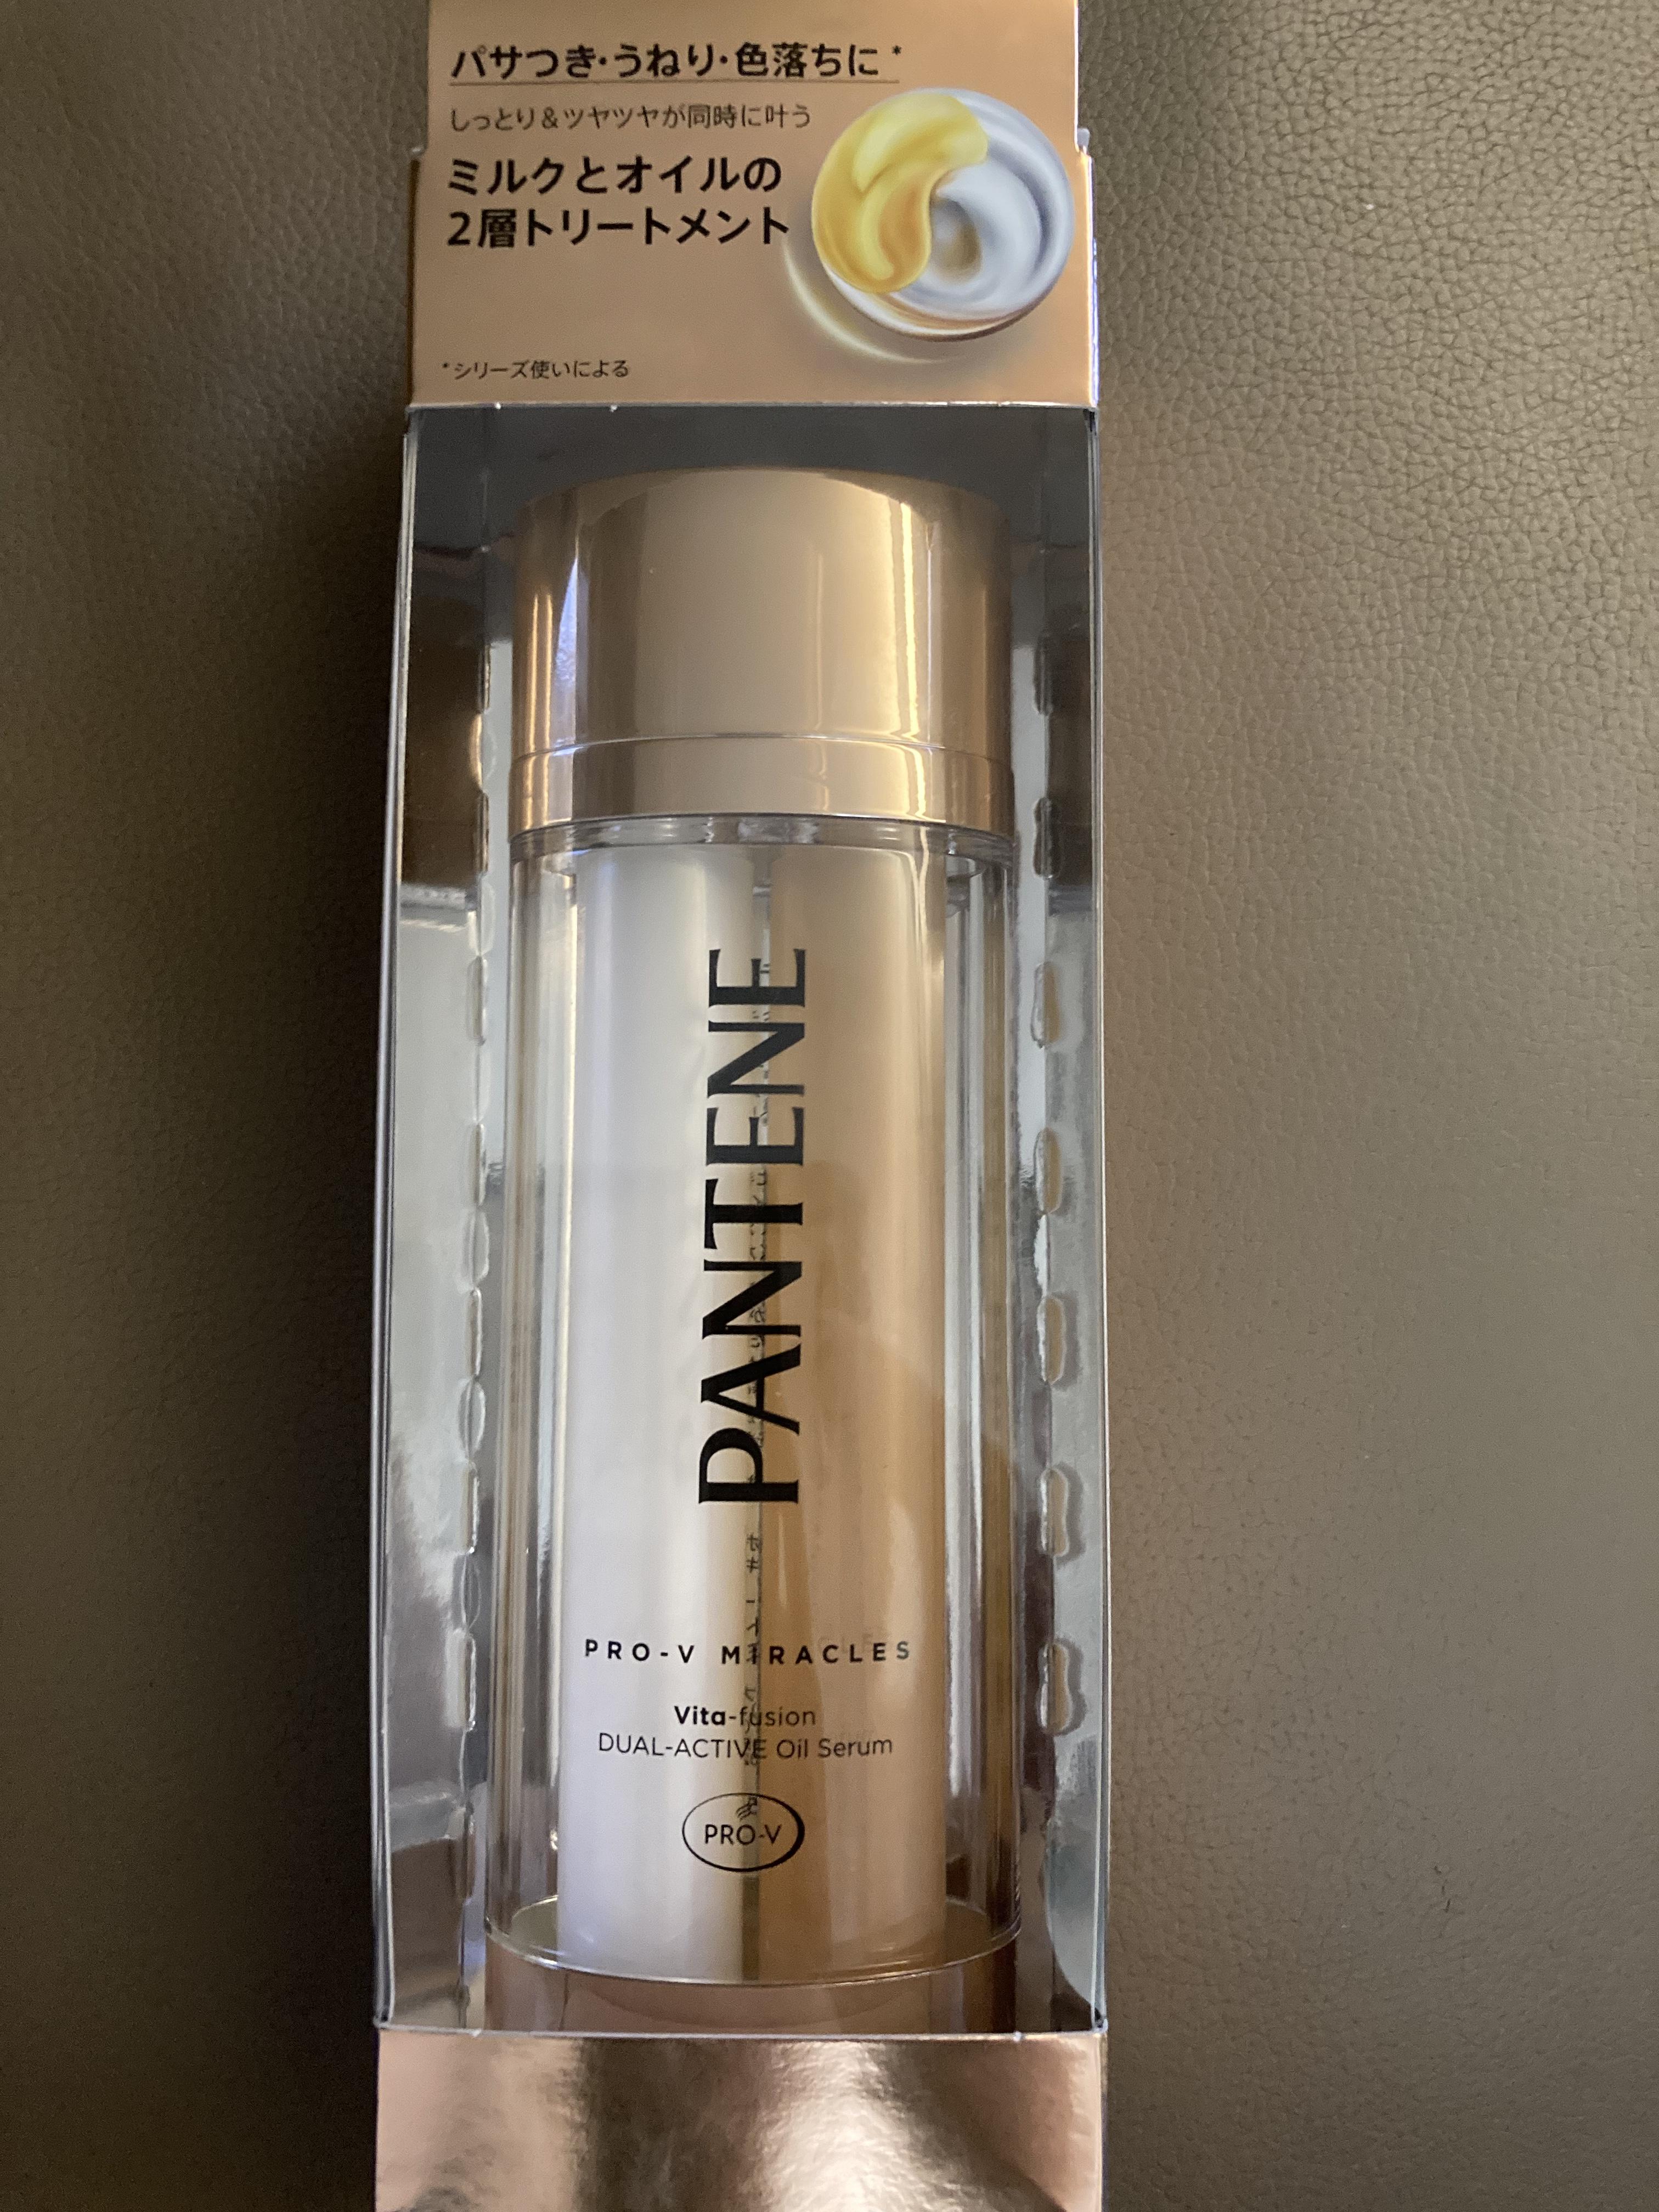 パサつき・うねり・色落ちに*
しっとり&ツヤツヤが同時に叶う
ミルクとオイルの
2層トリートメント
*シリーズ使いによる
PANTENE
PRO-V MIRACLES
Vita-fusion
DUAL-ACTIVE Oil Serum
PRO-V